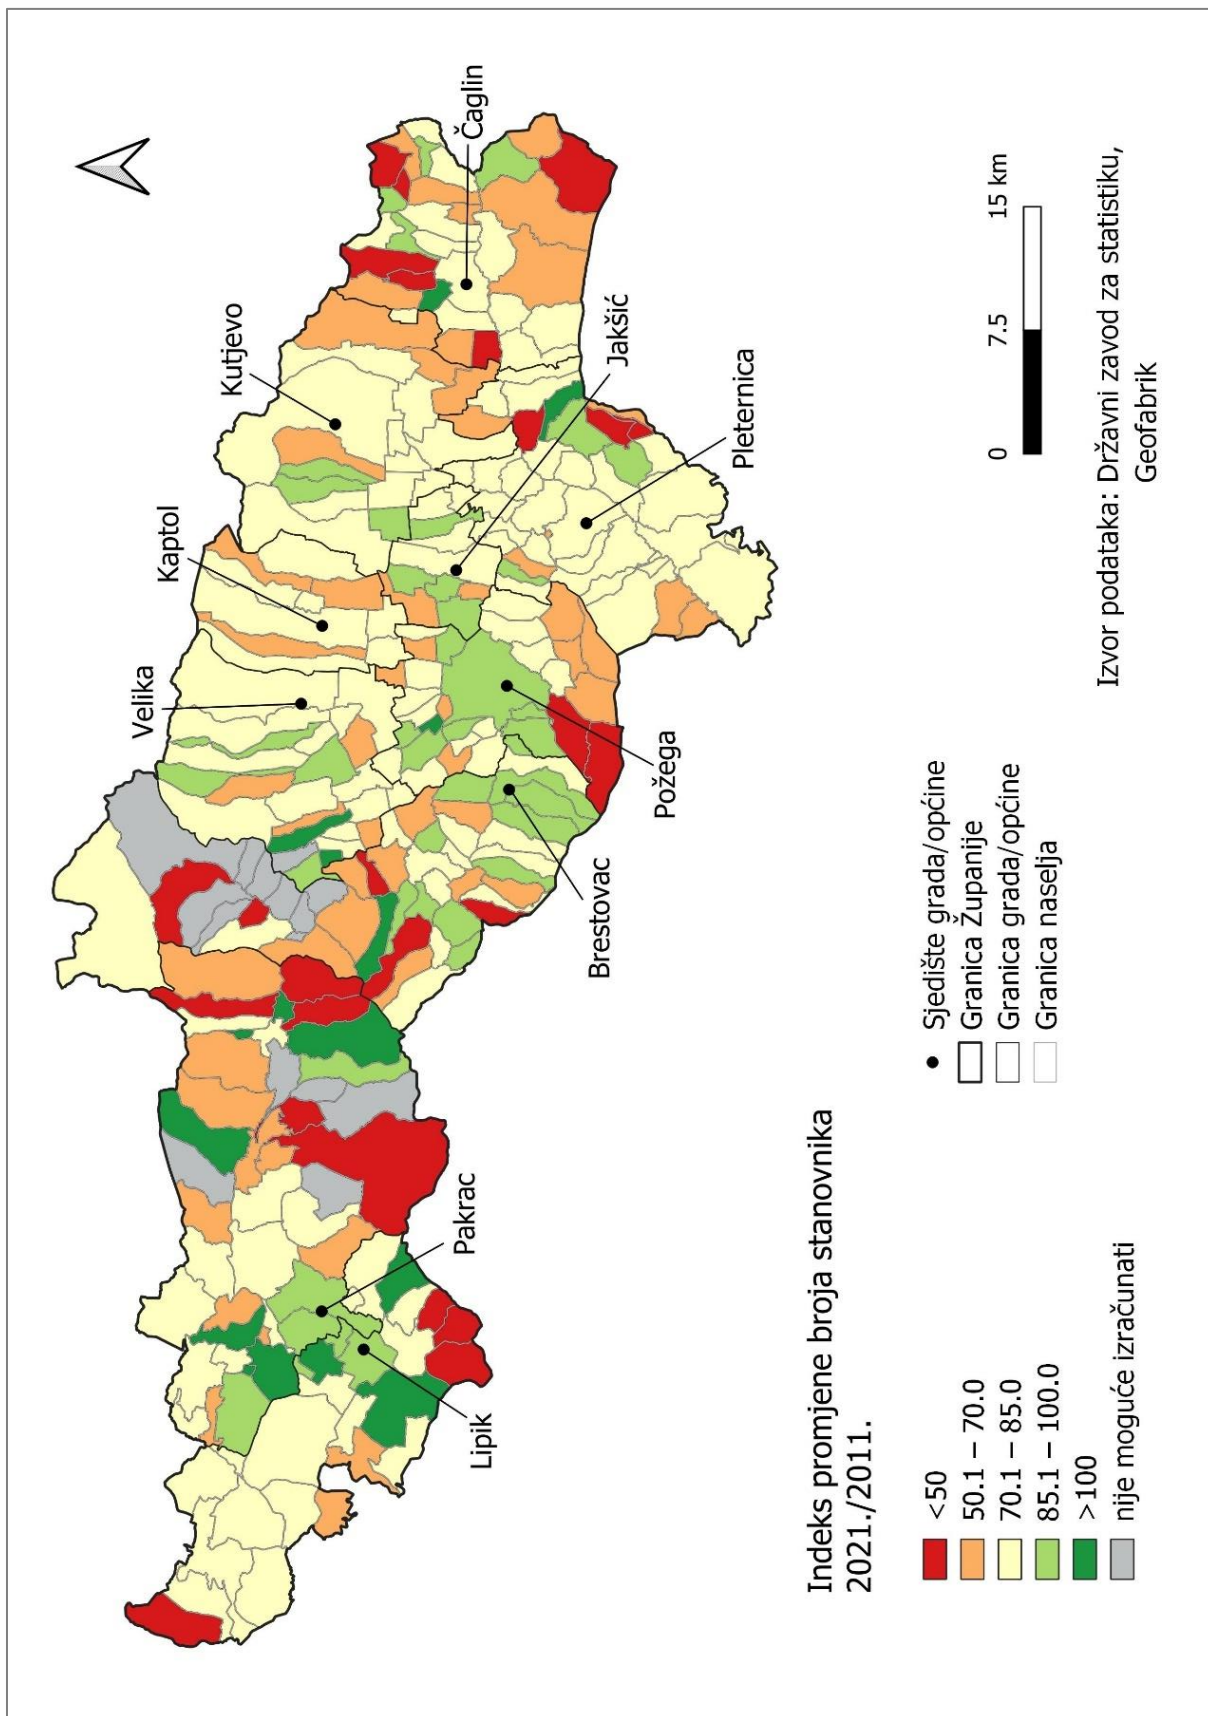 Lipik
Pakrac
Brestovac
Požega
Velika
Kaptol
Kutjevo
Pleternica
Jakšić
Čaglin
Indeks promjene broja stanovnika
2021./2011.
<50
50.1 – 70.0
70.1 – 85.0
85.1 – 100.0
>100
nije moguće izračunati
Sjedište grada/općine
Granica Županije
Granica grada/općine
Granica naselja
0 7.5 15 km
Izvor podataka: Državni zavod za statistiku,
Geofabrik